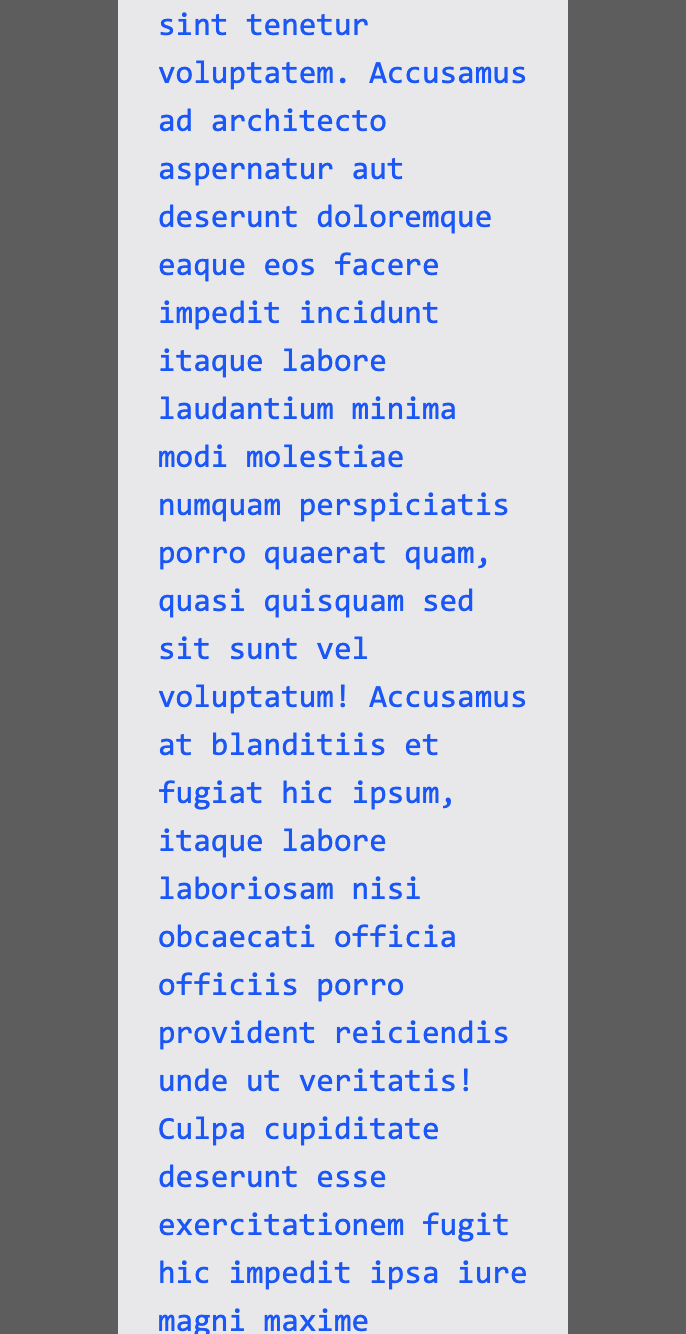 sint tenetur
voluptatem. Accusamus
ad architecto
aspernatur aut
deserunt doloremque
eaque eos facere
impedit incidunt
itaque labore
laudantium minima
modi molestiae
numquam perspiciatis
porro quaerat quam,
quasi quisquam sed
sit sunt vel
voluptatum! Accusamus
at blanditiis et
fugiat hic ipsum,
itaque labore
laboriosam nisi
obcaecati officia
officiis porro
provident reiciendis
unde ut veritatis!
Culpa cupiditate
deserunt esse
exercitationem fugit
hic impedit ipsa iure
magni maxime